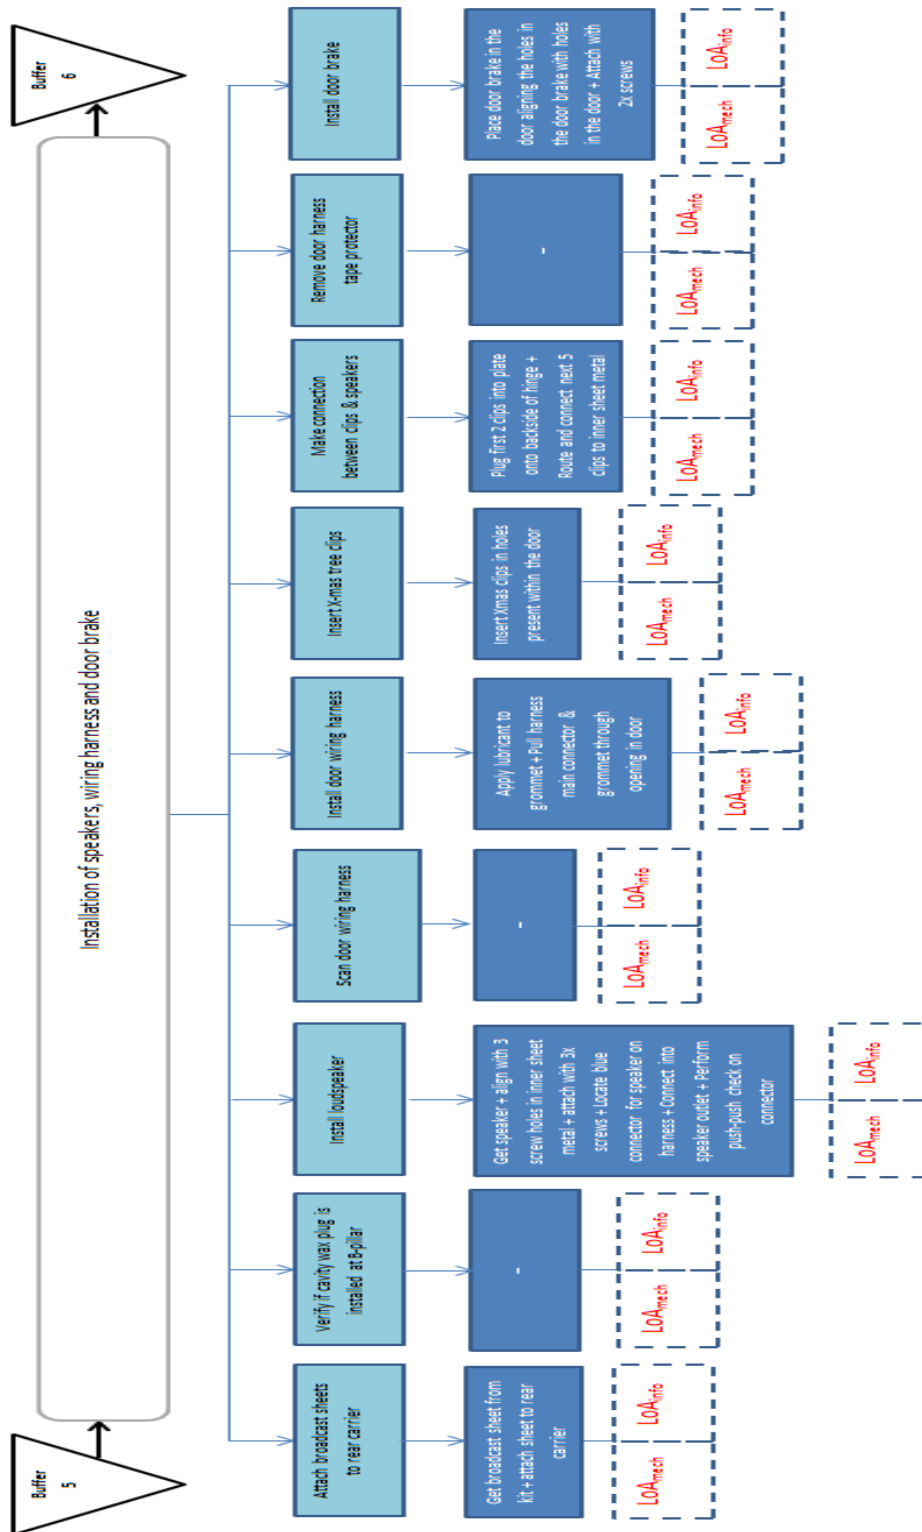 Buffer
5
Installation of speakers, wiring harness and door brake
Buffer
6
Attach broadcast sheets
to rear carrier
Get broadcast sheet from
kit + attach sheet to rear
carrier
LoAmech
LoAinfo
Verify if cavity wax plug is
installed at B-pillar
-
LoAmech
LoAinfo
Install loudspeaker
Get speaker + align with 3
screw holes in inner sheet
metal + attach with 3x
screws + Locate blue
connector for speaker on
harness + Connect into
speaker outlet + Perform
push-push check on
connector
LoAmech
LoAinfo
Scan door wiring harness
-
LoAmech
LoAinfo
Install door wiring harness
Apply lubricant to
grommet + Pull harness
main connector &
grommet through
opening in door
LoAmech
LoAinfo
Insert X-mas tree clips
Insert Xmas clips in holes
present within the door
LoAmech
LoAinfo
Make connection
between clips & speakers
Plug first 2 clips into plate
onto backside of hinge +
Route and connect next 5
clips to inner sheet metal
LoAmech
LoAinfo
Remove door harness
tape protector
-
LoAmech
LoAinfo
Install door brake
Place door brake in the
door aligning the holes in
the door brake with holes
in the door + Attach with
2x screws
LoAmech
LoAinfo